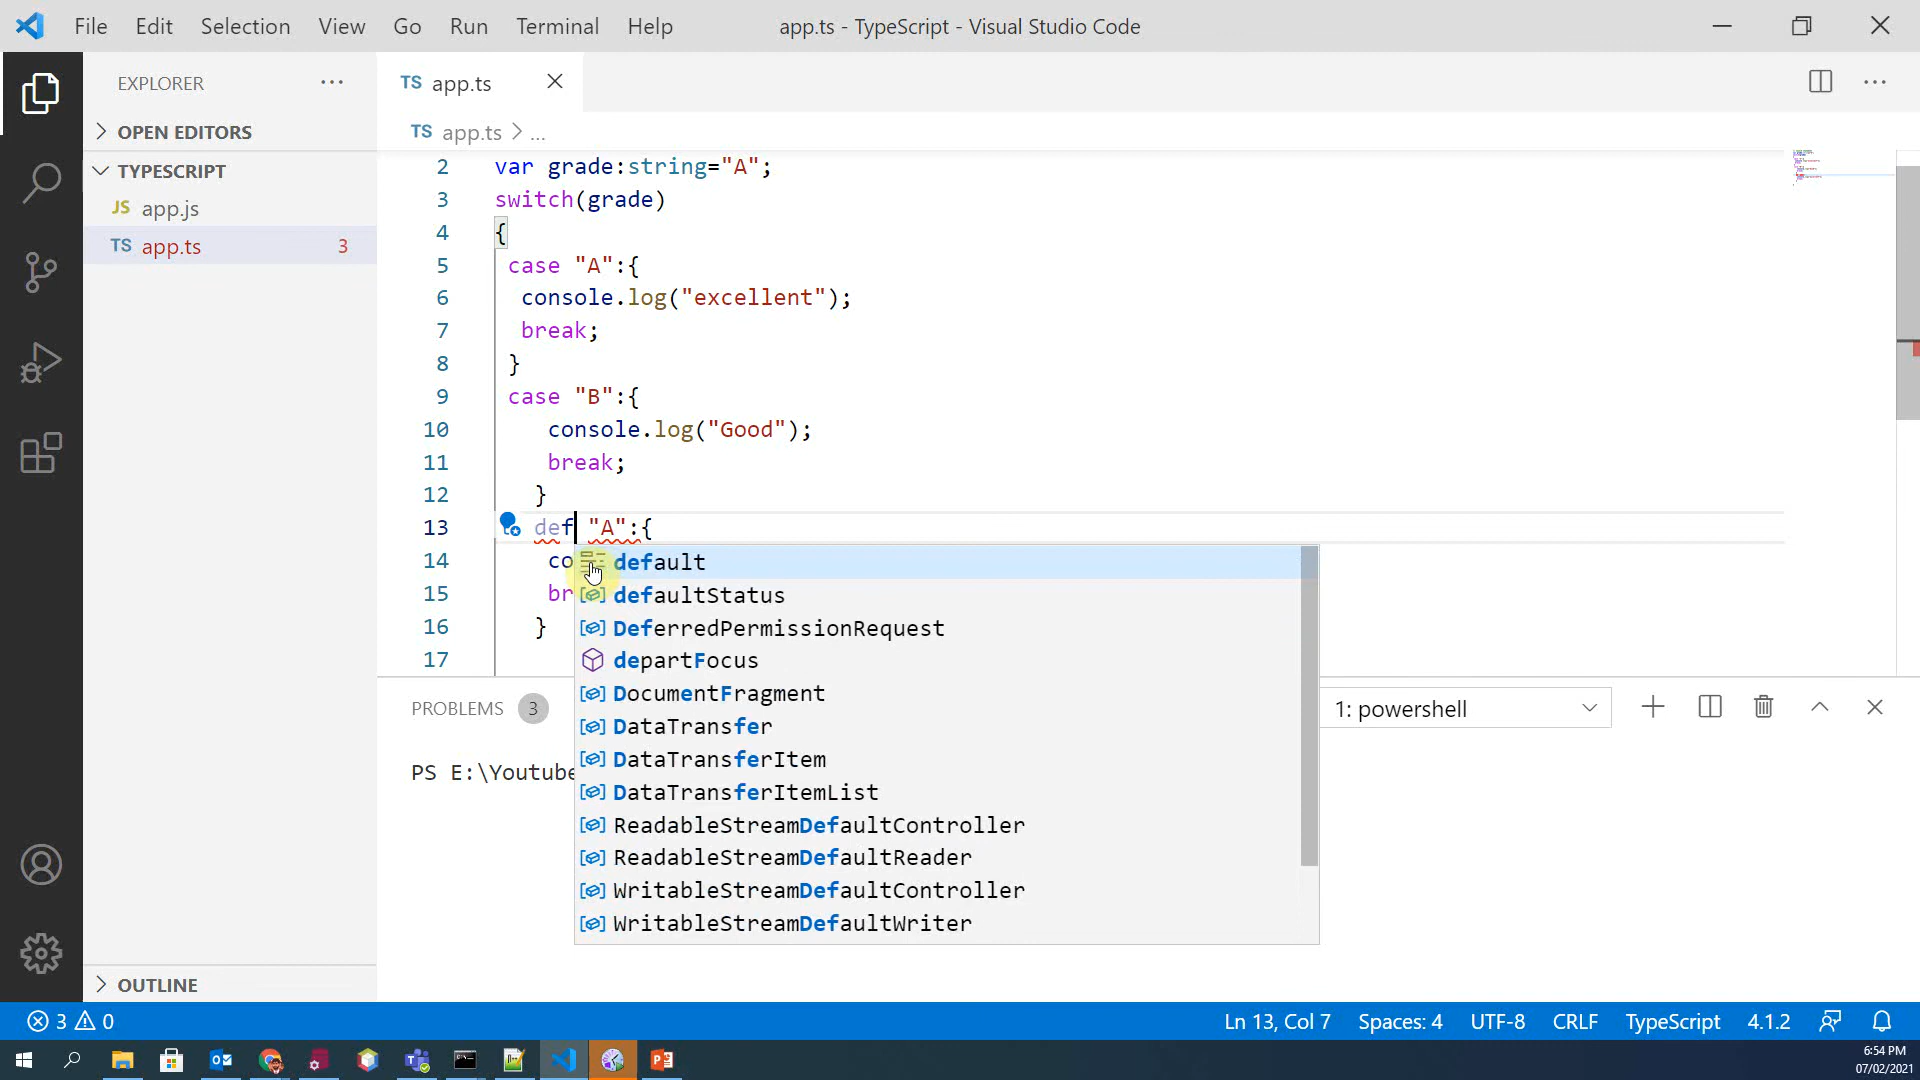 File Edit Selection View Go Run Terminal Help app.ts - TypeScript - Visual Studio Code
EXPLORER
TS app.ts
OPEN EDITORS
TS app.ts > ...
TYPESCRIPT
JS app.js
TS app.ts 3
2 var grade:string="A";
3 switch(grade)
4 {
5 case "A":{
6 console.log("excellent");
7 break;
8 }
9 case "B":{
10 console.log("Good");
11 break;
12 }
13 def "A":{
14 co
15 br
16 }
17
default
defaultStatus
DeferredPermissionRequest
departFocus
DocumentFragment
DataTransfer
DataTransferItem
DataTransferItemList
ReadableStreamDefaultController
ReadableStreamDefaultReader
WritableStreamDefaultController
WritableStreamDefaultWriter
PROBLEMS 3
1: powershell
PS E:\Youtube
OUTLINE
3 0
Ln 13, Col 7 Spaces: 4 UTF-8 CRLF TypeScript 4.1.2
6:54 PM
07/02/2021